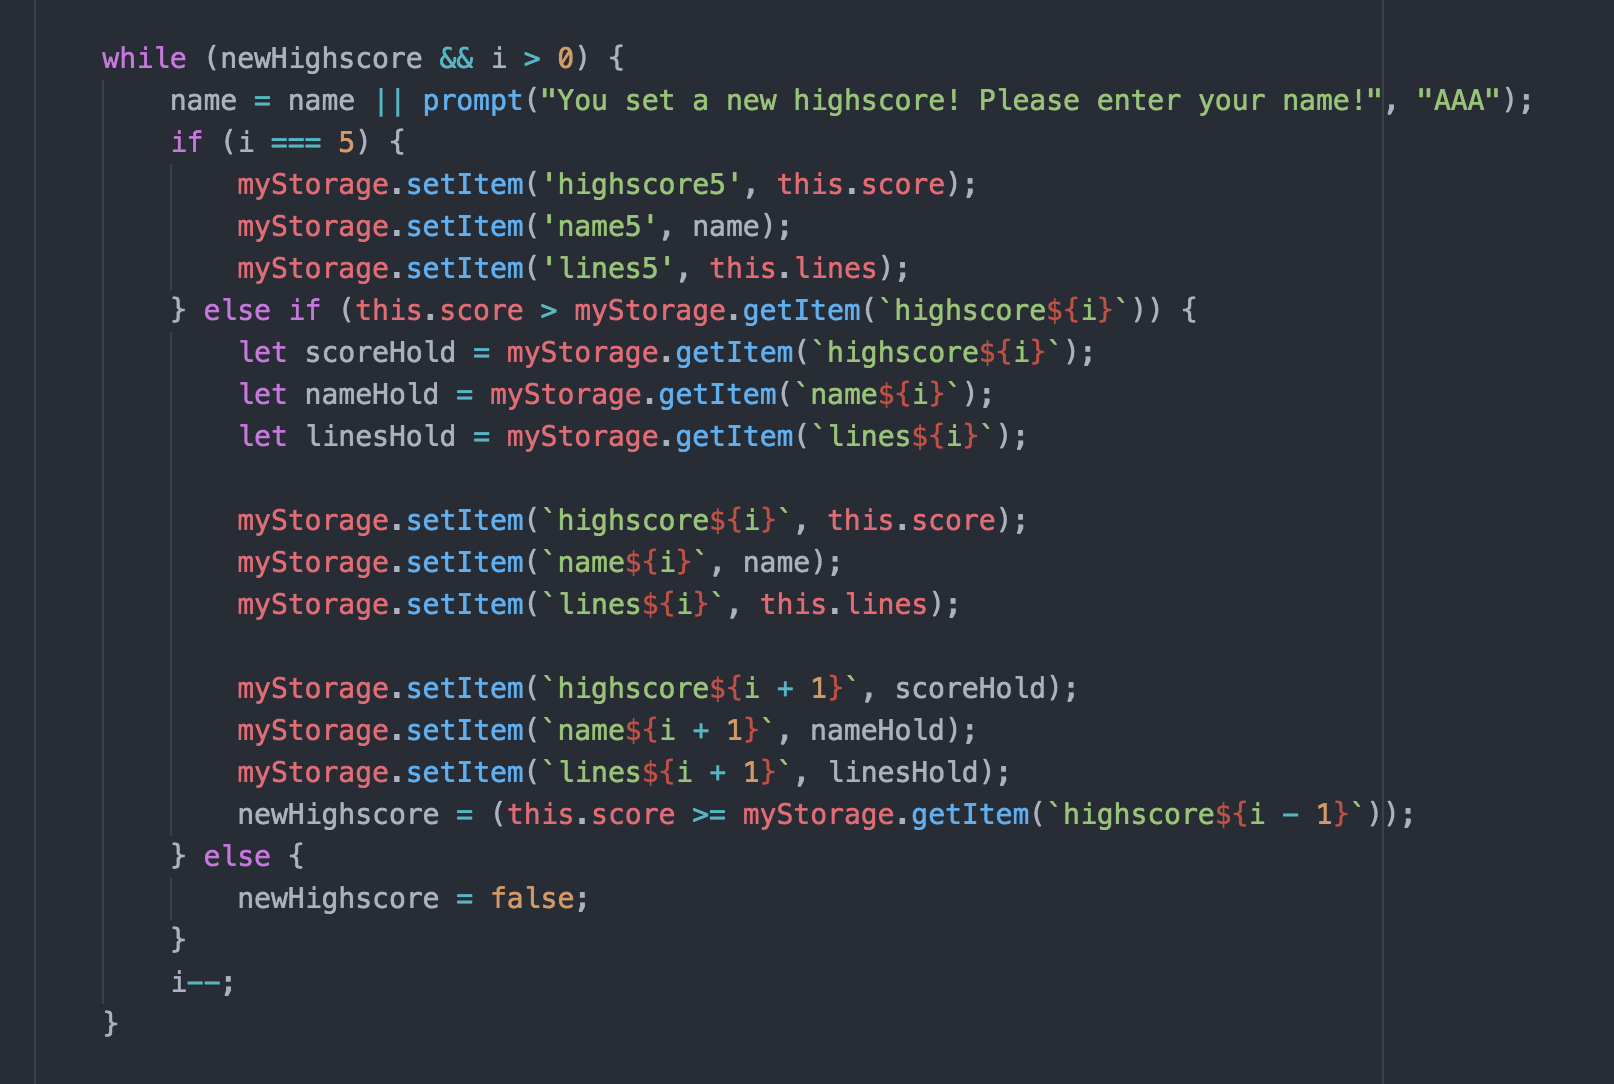 while (newHighscore && i > 0) {
    name = name || prompt("You set a new highscore! Please enter your name!", "AAA");
    if (i === 5) {
        myStorage.setItem('highscore5', this.score);
        myStorage.setItem('name5', name);
        myStorage.setItem('lines5', this.lines);
    } else if (this.score > myStorage.getItem(`highscore${i}`)) {
        let scoreHold = myStorage.getItem(`highscore${i}`);
        let nameHold = myStorage.getItem(`name${i}`);
        let linesHold = myStorage.getItem(`lines${i}`);

        myStorage.setItem(`highscore${i}`, this.score);
        myStorage.setItem(`name${i}`, name);
        myStorage.setItem(`lines${i}`, this.lines);

        myStorage.setItem(`highscore${i + 1}`, scoreHold);
        myStorage.setItem(`name${i + 1}`, nameHold);
        myStorage.setItem(`lines${i + 1}`, linesHold);
        newHighscore = (this.score >= myStorage.getItem(`highscore${i - 1}`));
    } else {
        newHighscore = false;
    }
    i--;
}